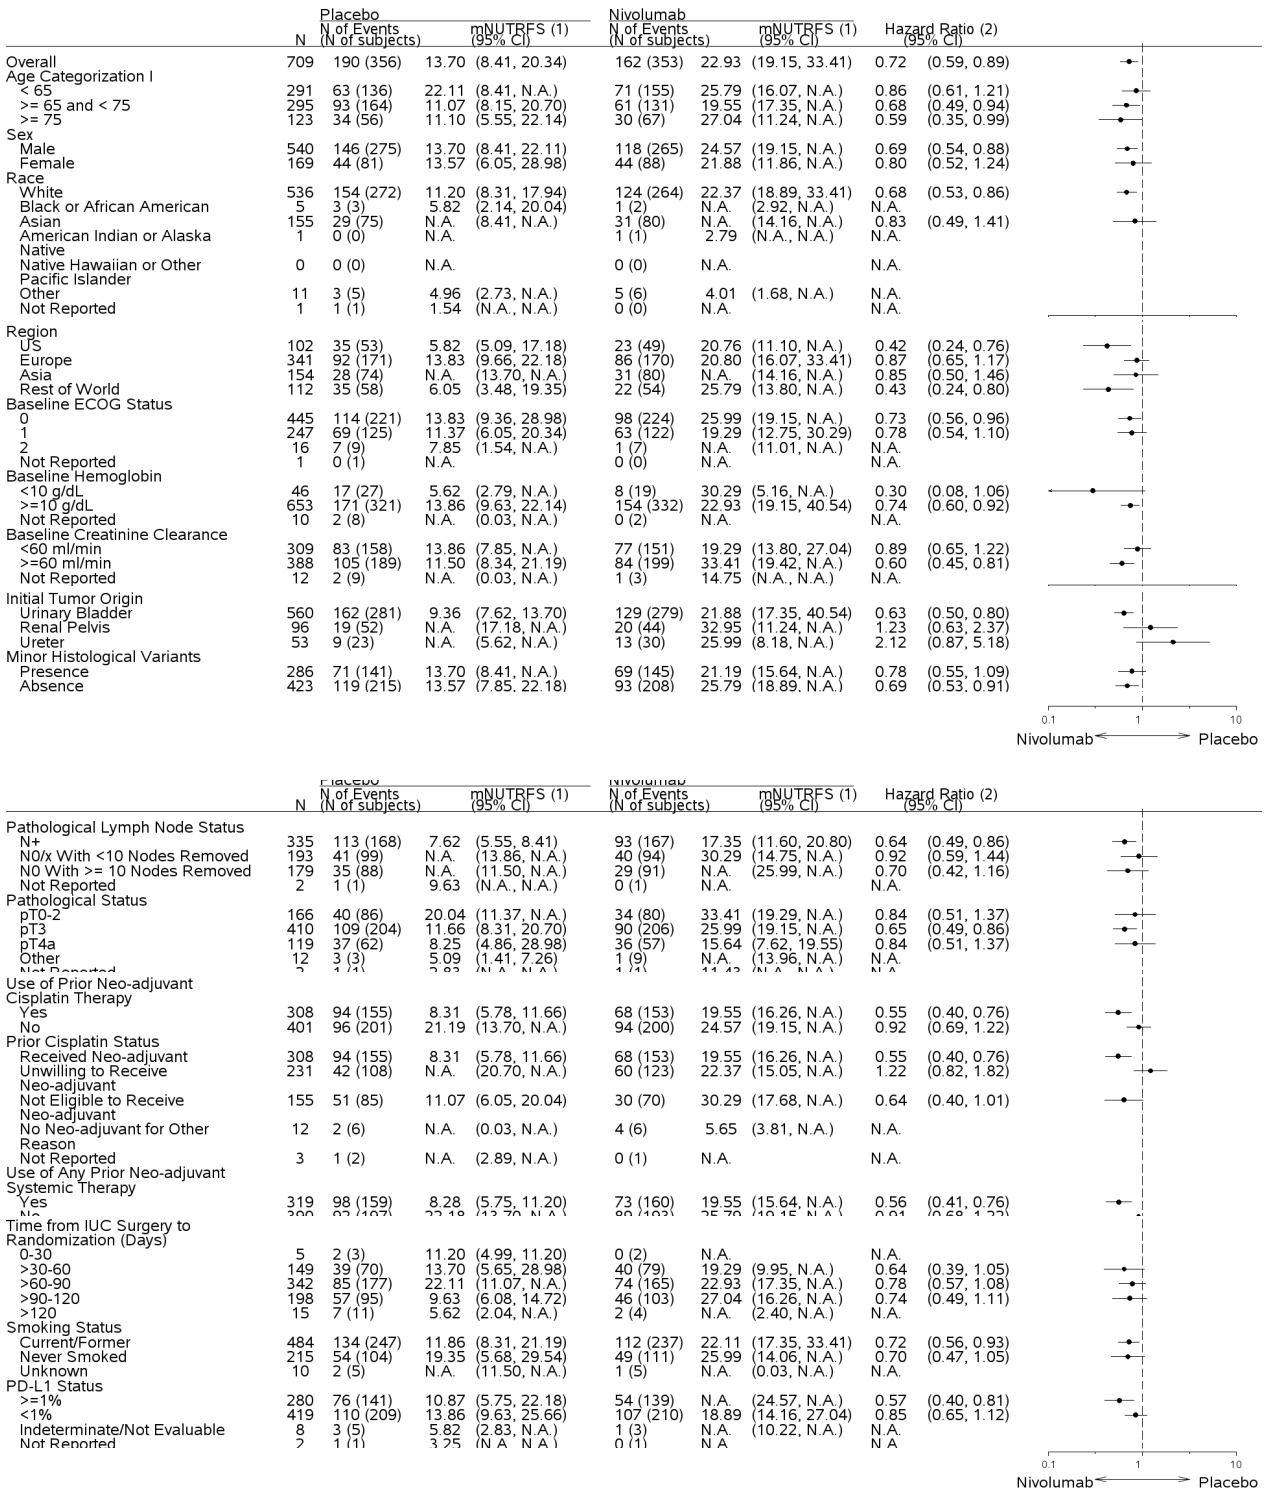 Placebo Nivolumab
N of Events mNUTRFS (1) N of Events mNUTRFS (1) Hazard Ratio (2)
N (N of subjects) (95% CI) (N of subjects) (95% CI) (95% CI)
Overall 709 190 (356) 13.70 (8.41, 20.34) 162 (353) 22.93 (19.15, 33.41) 0.72 (0.59, 0.89)
Age Categorization I
< 65 291 63 (136) 22.11 (8.41, N.A.) 71 (155) 25.79 (16.07, N.A.) 0.86 (0.61, 1.21)
>= 65 and < 75 295 93 (164) 11.07 (8.15, 20.70) 61 (131) 19.55 (17.35, N.A.) 0.68 (0.49, 0.94)
>= 75 123 34 (56) 11.10 (5.55, 22.14) 30 (67) 27.04 (11.24, N.A.) 0.59 (0.35, 0.99)
Sex
Male 540 146 (275) 13.70 (8.41, 22.11) 118 (265) 24.57 (19.15, N.A.) 0.69 (0.54, 0.88)
Female 169 44 (81) 13.57 (6.05, 28.98) 44 (88) 21.88 (11.86, N.A.) 0.80 (0.52, 1.24)
Race
White 536 154 (272) 11.20 (8.31, 17.94) 124 (264) 22.37 (18.89, 33.41) 0.68 (0.53, 0.86)
Black or African American 5 3 (3) 5.82 (2.14, 20.04) 1 (2) N.A. (2.92, N.A.) N.A.
Asian 155 29 (75) N.A. (8.41, N.A.) 31 (80) N.A. (14.16, N.A.) 0.83 (0.49, 1.41)
American Indian or Alaska 1 0 (0) N.A. 1 (1) 2.79 (N.A., N.A.) N.A.
Native
Native Hawaiian or Other 0 0 (0) N.A. 0 (0) N.A. N.A.
Pacific Islander
Other 11 3 (5) 4.96 (2.73, N.A.) 5 (6) 4.01 (1.68, N.A.) N.A.
Not Reported 1 1 (1) 1.54 (N.A., N.A.) 0 (0) N.A. N.A.
Region
US 102 35 (53) 5.82 (5.09, 17.18) 23 (49) 20.76 (11.10, N.A.) 0.42 (0.24, 0.76)
Europe 341 92 (171) 13.83 (9.66, 22.18) 86 (170) 20.80 (16.07, 33.41) 0.87 (0.65, 1.17)
Asia 154 28 (74) N.A. (13.70, N.A.) 31 (80) N.A. (14.16, N.A.) 0.85 (0.50, 1.46)
Rest of World 112 35 (58) 6.05 (3.48, 19.35) 22 (54) 25.79 (13.80, N.A.) 0.43 (0.24, 0.80)
Baseline ECOG Status
0 445 114 (221) 13.83 (9.36, 28.98) 98 (224) 25.99 (19.15, N.A.) 0.73 (0.56, 0.96)
1 247 69 (125) 11.37 (6.05, 20.34) 63 (122) 19.29 (12.75, 30.29) 0.78 (0.54, 1.10)
2 16 7 (9) 7.85 (1.54, N.A.) 1 (7) N.A. (11.01, N.A.) N.A.
Not Reported 1 0 (1) N.A. 0 (0) N.A. N.A.
Baseline Hemoglobin
<10 g/dL 46 17 (27) 5.62 (2.79, N.A.) 8 (19) 30.29 (5.16, N.A.) 0.30 (0.08, 1.06)
>=10 g/dL 653 171 (321) 13.86 (9.63, 22.14) 154 (332) 22.93 (19.15, 40.54) 0.74 (0.60, 0.92)
Not Reported 10 2 (8) N.A. (0.03, N.A.) 0 (2) N.A. N.A.
Baseline Creatinine Clearance
<60 ml/min 309 83 (158) 13.86 (7.85, N.A.) 77 (151) 19.29 (13.80, 27.04) 0.89 (0.65, 1.22)
>=60 ml/min 388 105 (189) 11.50 (8.34, 21.19) 84 (199) 33.41 (19.42, N.A.) 0.60 (0.45, 0.81)
Not Reported 12 2 (9) N.A. (0.03, N.A.) 1 (3) 14.75 (N.A., N.A.) N.A.
Initial Tumor Origin
Urinary Bladder 560 162 (281) 9.36 (7.62, 13.70) 129 (279) 21.88 (17.35, 40.54) 0.63 (0.50, 0.80)
Renal Pelvis 96 19 (52) N.A. (17.18, N.A.) 20 (44) 32.95 (11.24, N.A.) 1.23 (0.63, 2.37)
Ureter 53 9 (23) N.A. (5.62, N.A.) 13 (30) 25.99 (8.18, N.A.) 2.12 (0.87, 5.18)
Minor Histological Variants
Presence 286 71 (141) 13.70 (8.41, N.A.) 69 (145) 21.19 (15.64, N.A.) 0.78 (0.55, 1.09)
Absence 423 119 (215) 13.57 (7.85, 22.18) 93 (208) 25.79 (18.89, N.A.) 0.69 (0.53, 0.91)
0.1 1 10
Nivolumab Placebo
Placebo Nivolumab
N of Events mNUTRFS (1) N of Events mNUTRFS (1) Hazard Ratio (2)
N (N of subjects) (95% CI) (N of subjects) (95% CI) (95% CI)
Pathological Lymph Node Status
N+ 335 113 (168) 7.62 (5.55, 8.41) 93 (167) 17.35 (11.60, 20.80) 0.64 (0.49, 0.86)
N0/x With <10 Nodes Removed 193 41 (99) N.A. (13.86, N.A.) 40 (94) 30.29 (14.75, N.A.) 0.92 (0.59, 1.44)
N0 With >= 10 Nodes Removed 179 35 (88) N.A. (11.50, N.A.) 29 (91) N.A. (25.99, N.A.) 0.70 (0.42, 1.16)
Not Reported 2 1 (1) 9.63 (N.A., N.A.) 0 (1) N.A. N.A.
Pathological Status
pT0-2 166 40 (86) 20.04 (11.37, N.A.) 34 (80) 33.41 (19.29, N.A.) 0.84 (0.51, 1.37)
pT3 410 109 (204) 11.66 (8.31, 20.70) 90 (206) 25.99 (19.15, N.A.) 0.65 (0.49, 0.86)
pT4a 119 37 (62) 8.25 (4.86, 28.98) 36 (57) 15.64 (7.62, 19.55) 0.84 (0.51, 1.37)
Other 12 3 (3) 5.09 (1.41, 7.26) 1 (9) N.A. (13.96, N.A.) N.A.
Not Reported 2 1 (1) 2.83 (N.A., N.A.) 1 (1) 11.43 (N.A., N.A.) N.A.
Use of Prior Neo-adjuvant
Cisplatin Therapy
Yes 308 94 (155) 8.31 (5.78, 11.66) 68 (153) 19.55 (16.26, N.A.) 0.55 (0.40, 0.76)
No 401 96 (201) 21.19 (13.70, N.A.) 94 (200) 24.57 (19.15, N.A.) 0.92 (0.69, 1.22)
Prior Cisplatin Status
Received Neo-adjuvant 308 94 (155) 8.31 (5.78, 11.66) 68 (153) 19.55 (16.26, N.A.) 0.55 (0.40, 0.76)
Unwilling to Receive 231 42 (108) N.A. (20.70, N.A.) 60 (123) 22.37 (15.05, N.A.) 1.22 (0.82, 1.82)
Neo-adjuvant
Not Eligible to Receive 155 51 (85) 11.07 (6.05, 20.04) 30 (70) 30.29 (17.68, N.A.) 0.64 (0.40, 1.01)
Neo-adjuvant
No Neo-adjuvant for Other 12 2 (6) N.A. (0.03, N.A.) 4 (6) 5.65 (3.81, N.A.) N.A.
Reason
Not Reported 3 1 (2) N.A. (2.89, N.A.) 0 (1) N.A. N.A.
Use of Any Prior Neo-adjuvant
Systemic Therapy
Yes 319 98 (159) 8.28 (5.75, 11.20) 73 (160) 19.55 (15.64, N.A.) 0.56 (0.41, 0.76)
No 390 92 (197) 22.18 (13.70, N.A.) 89 (193) 25.79 (19.15, N.A.)
Time from IUC Surgery to
Randomization (Days)
0-30 5 2 (3) 11.20 (4.99, 11.20) 0 (2) N.A. N.A.
>30-60 149 39 (70) 13.70 (5.65, 28.98) 40 (79) 19.29 (9.95, N.A.) 0.64 (0.39, 1.05)
>60-90 342 85 (177) 22.11 (11.07, N.A.) 74 (165) 22.93 (17.35, N.A.) 0.78 (0.57, 1.08)
>90-120 198 57 (95) 9.63 (6.08, 14.72) 46 (103) 27.04 (16.26, N.A.) 0.74 (0.49, 1.11)
>120 15 7 (11) 5.62 (2.04, N.A.) 2 (4) N.A. (2.40, N.A.) N.A.
Smoking Status
Current/Former 484 134 (247) 11.86 (8.31, 21.19) 112 (237) 22.11 (17.35, 33.41) 0.72 (0.56, 0.93)
Never Smoked 215 54 (104) 19.35 (5.68, 29.54) 49 (111) 25.99 (14.06, N.A.) 0.70 (0.47, 1.05)
Unknown 10 2 (5) N.A. (11.50, N.A.) 1 (5) N.A. (0.03, N.A.) N.A.
PD-L1 Status
>=1% 280 76 (141) 10.87 (5.75, 22.18) 54 (139) N.A. (24.57, N.A.) 0.57 (0.40, 0.81)
<1% 419 110 (209) 13.86 (9.63, 25.66) 107 (210) 18.89 (14.16, 27.04) 0.85 (0.65, 1.12)
Indeterminate/Not Evaluable 8 3 (5) 5.82 (2.83, N.A.) 1 (3) N.A. (10.22, N.A.) N.A.
Not Reported 2 1 (1) 3.25 (N.A., N.A.) 0 (1) N.A. N.A.
0.1 1 10
Nivolumab Placebo